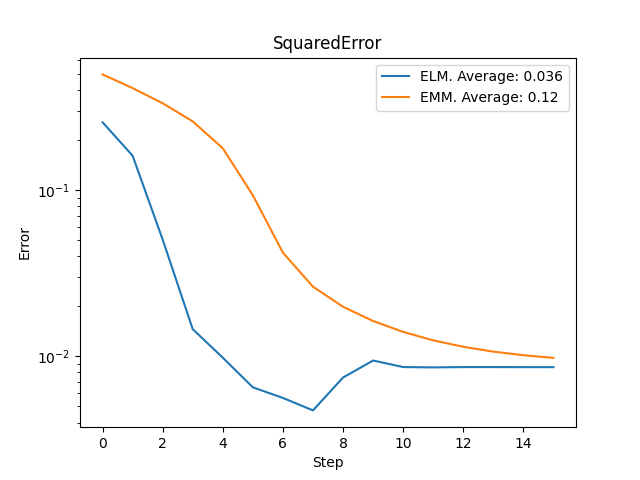 SquaredError
ELM. Average: 0.036
EMM. Average: 0.12
Error
10⁻¹
10⁻²
0 2 4 6 8 10 12 14
Step